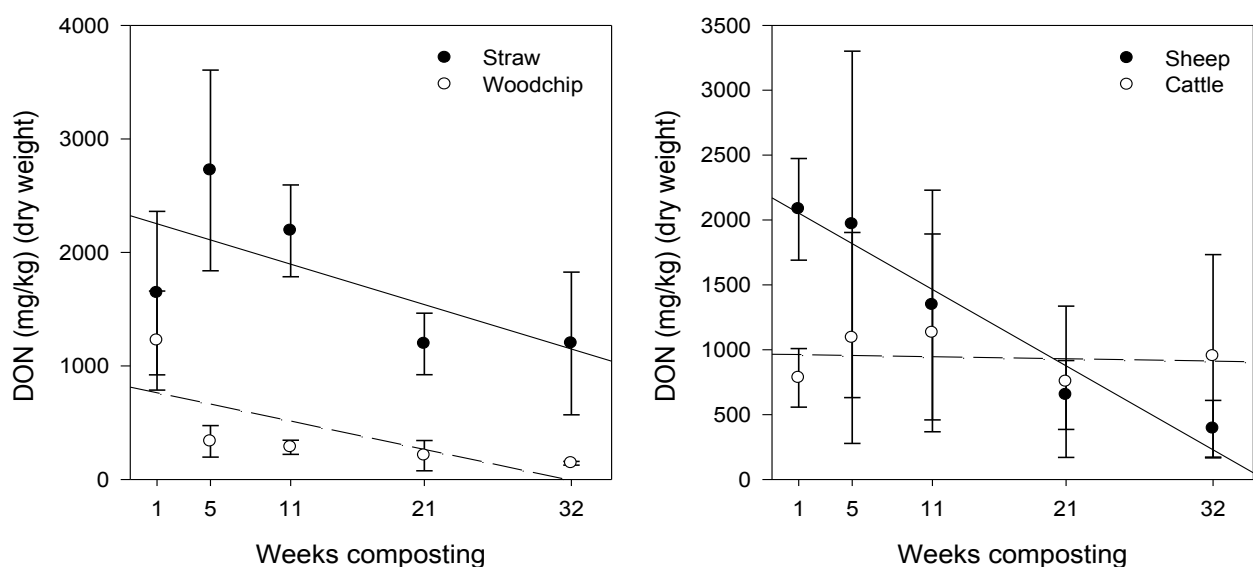 4000
3000
2000
1000
0
DON (mg/kg) (dry weight)
Straw
Woodchip
1 5 11 21 32
Weeks composting
3500
3000
2500
2000
1500
1000
500
0
DON (mg/kg) (dry weight)
Sheep
Cattle
1 5 11 21 32
Weeks composting